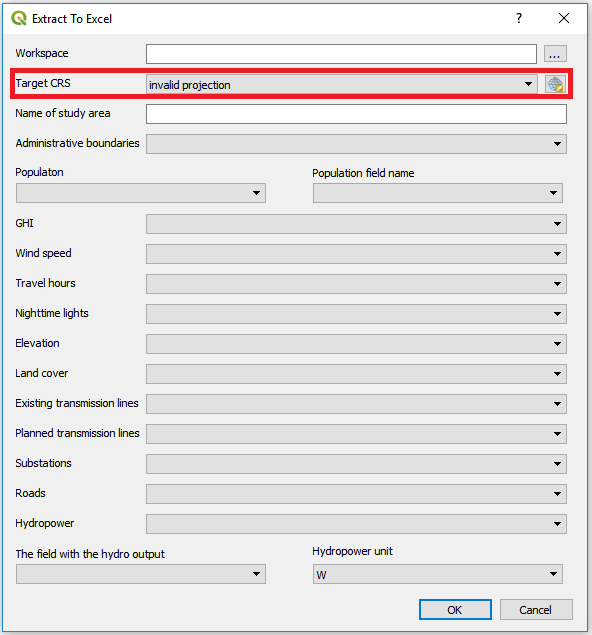 Extract To Excel
Workspace
...
Target CRS
invalid projection
Name of study area
Administrative boundaries
Populaton
Population field name
GHI
Wind speed
Travel hours
Nighttime lights
Elevation
Land cover
Existing transmission lines
Planned transmission lines
Substations
Roads
Hydropower
The field with the hydro output
Hydropower unit
W
OK
Cancel